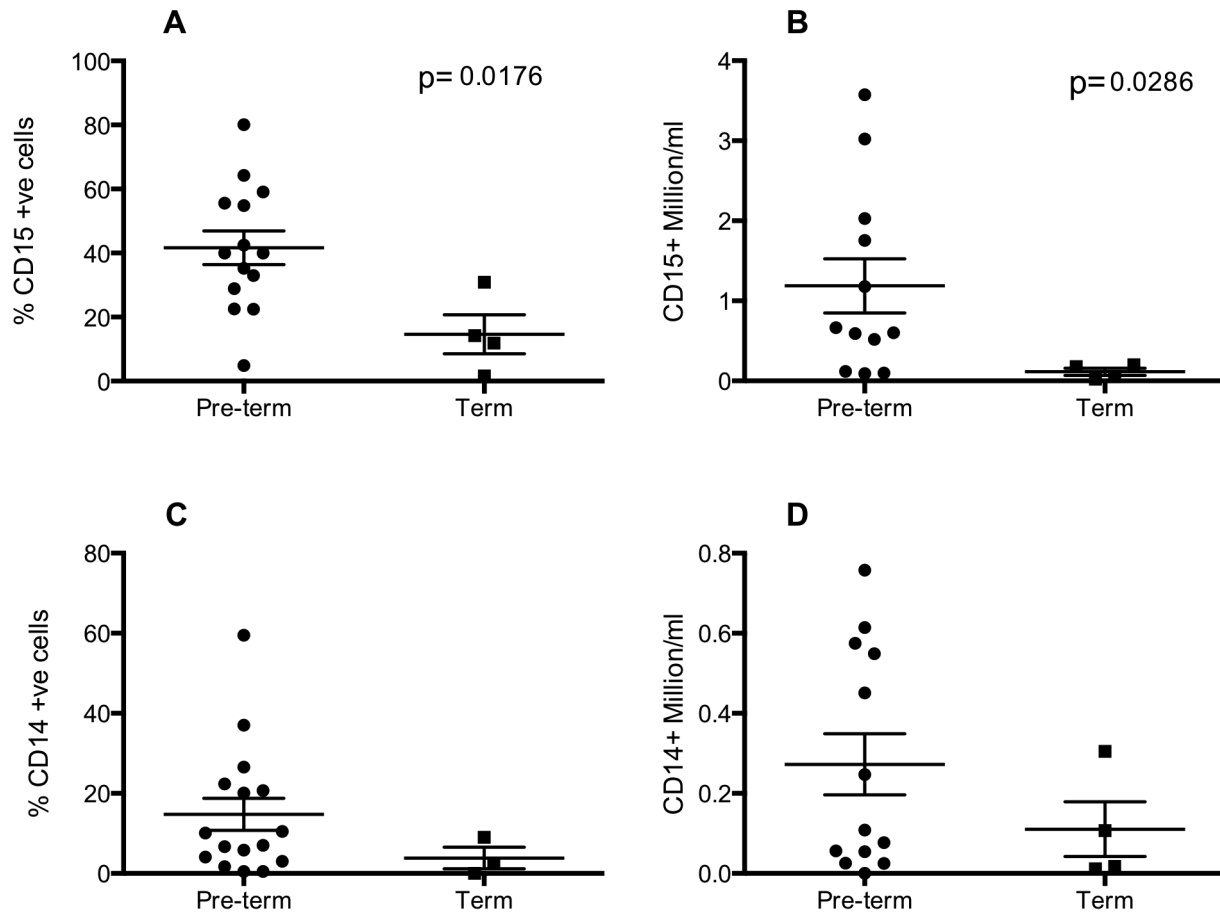 A
% CD15 +ve cells
100
80
60
40
20
0
p= 0.0176
Pre-term
Term
B
CD15+ Million/ml
4
3
2
1
0
p= 0.0286
Pre-term
Term
C
% CD14 +ve cells
80
60
40
20
0
Pre-term
Term
D
CD14+ Million/ml
0.8
0.6
0.4
0.2
0.0
Pre-term
Term